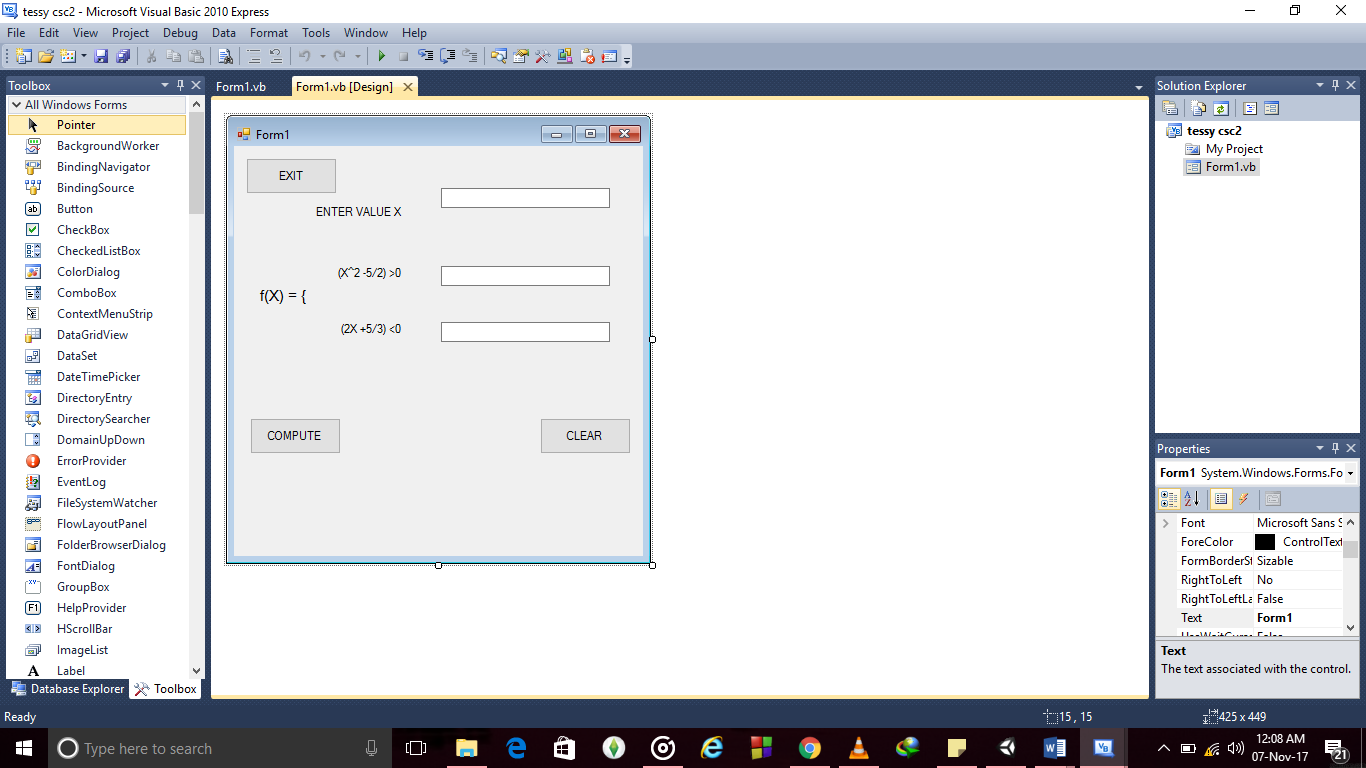 tessy csc2 - Microsoft Visual Basic 2010 Express
File Edit View Project Debug Data Format Tools Window Help
Toolbox
All Windows Forms
Pointer
BackgroundWorker
BindingNavigator
BindingSource
Button
CheckBox
CheckedListBox
ColorDialog
ComboBox
ContextMenuStrip
DataGridView
DataSet
DateTimePicker
DirectoryEntry
DirectorySearcher
DomainUpDown
ErrorProvider
EventLog
FileSystemWatcher
FlowLayoutPanel
FolderBrowserDialog
FontDialog
GroupBox
HelpProvider
HScrollBar
ImageList
Label
Database Explorer Toolbox
Form1.vb Form1.vb [Design]
Form1
EXIT
ENTER VALUE X
(X^2 -5/2) >0
f(X) = {
(2X +5/3) <0
COMPUTE CLEAR
Solution Explorer
tessy csc2
My Project
Form1.vb
Properties
Form1 System.Windows.Forms.Fo
Font Microsoft Sans S
ForeColor ControlText
FormBorderSt Sizable
RightToLeft No
RightToLeftLa False
Text Form1
Text
The text associated with the control.
Ready 15 , 15 425 x 449
Type here to search
12:08 AM
07-Nov-17
21